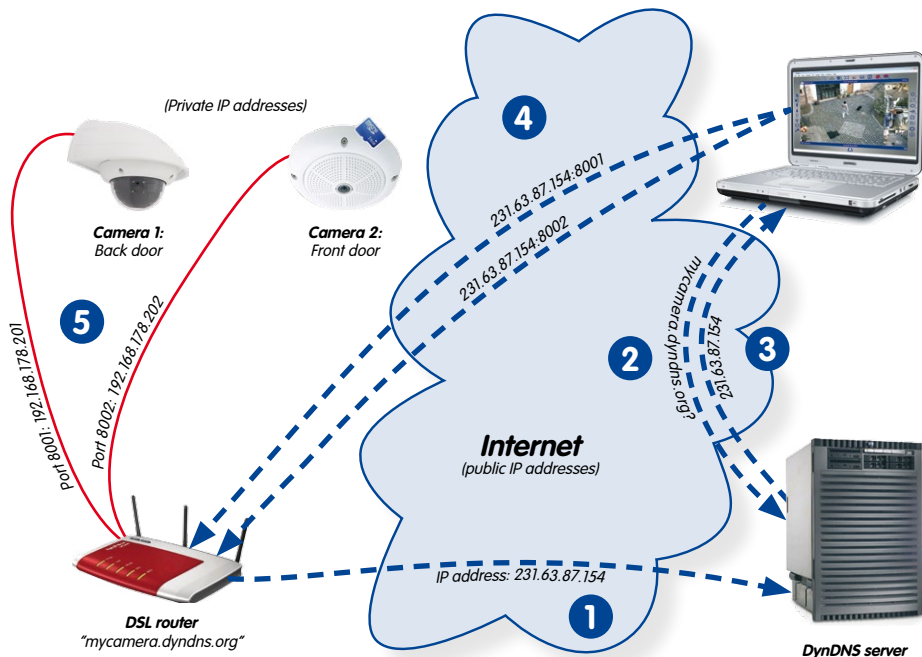 (Private IP addresses)
4
231.63.87.154:8001
231.63.87.154:8002
Camera 1:
Back door
Camera 2:
Front door
5
Port 8001: 192.168.178.201
Port 8002: 192.168.178.202
mycamera.dyndns.org?
231.63.87.154
2
3
Internet
(public IP addresses)
IP address: 231.63.87.154
1
DSL router
"mycamera.dyndns.org"
DynDNS server